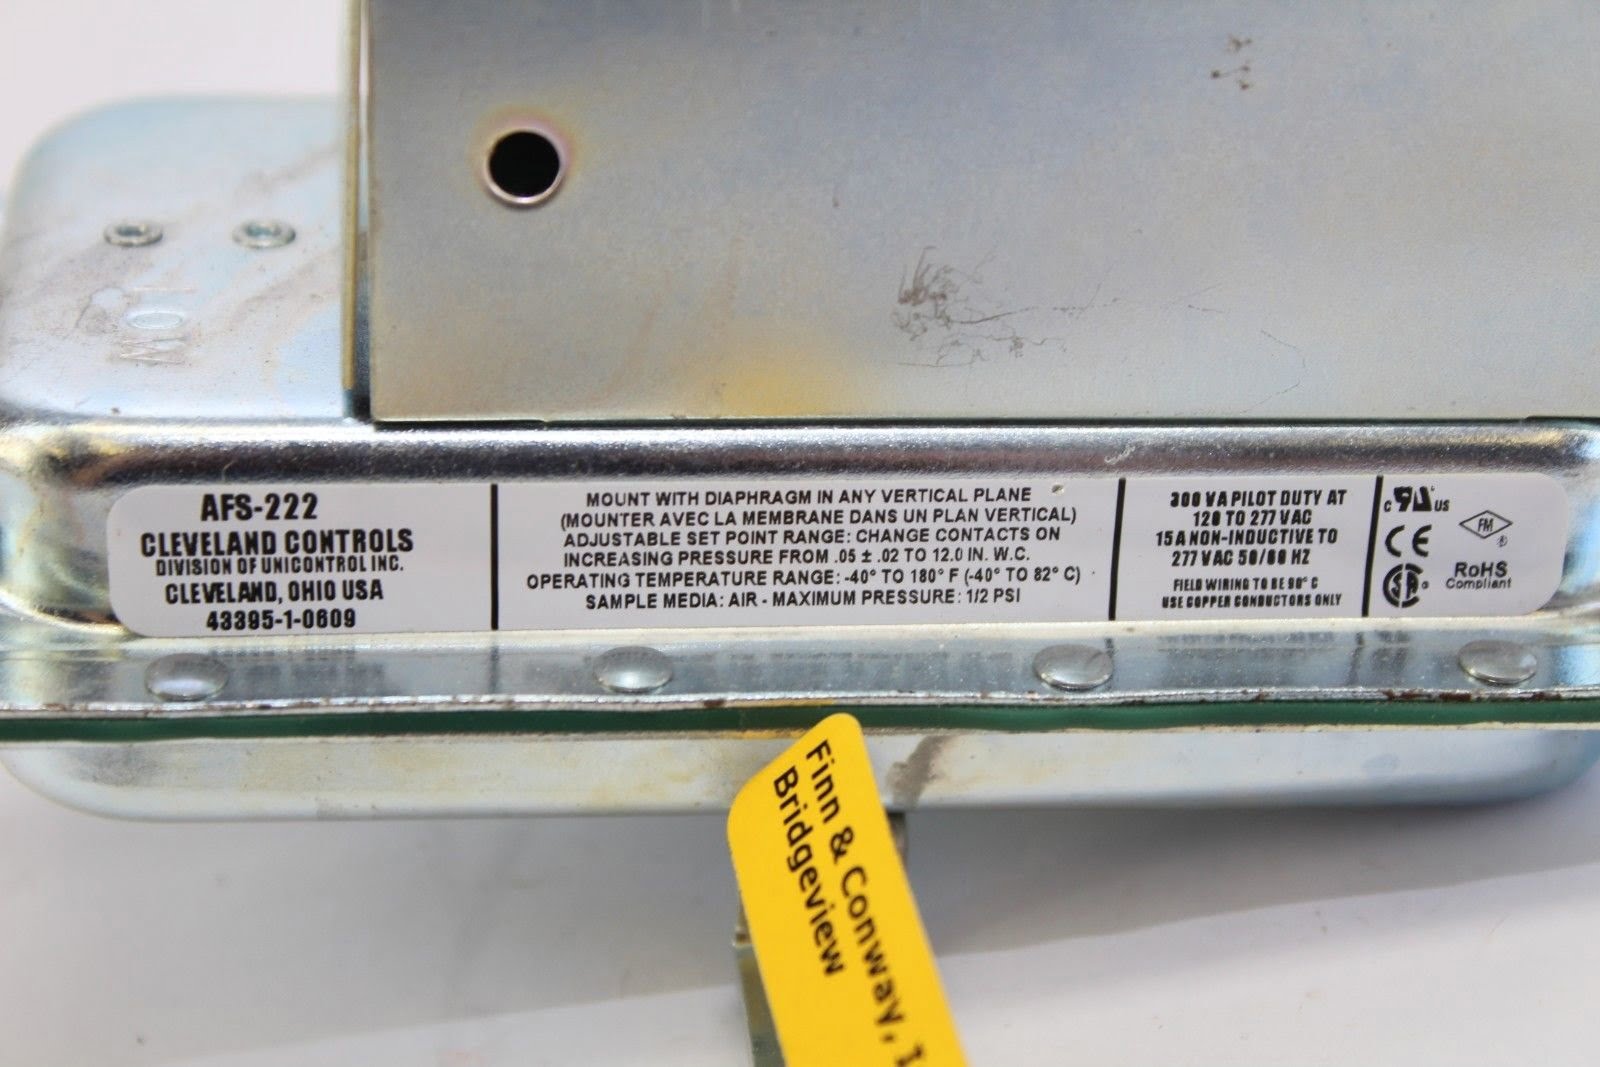 LOW
AFS-222
CLEVELAND CONTROLS
DIVISION OF UNICONTROL INC.
CLEVELAND, OHIO USA
43395-1-0609
MOUNT WITH DIAPHRAGM IN ANY VERTICAL PLANE
(MOUNTER AVEC LA MEMBRANE DANS UN PLAN VERTICAL)
ADJUSTABLE SET POINT RANGE: CHANGE CONTACTS ON
INCREASING PRESSURE FROM .05 ± .02 TO 12.0 IN. W.C.
OPERATING TEMPERATURE RANGE: -40° TO 180° F (-40° TO 82° C)
SAMPLE MEDIA: AIR - MAXIMUM PRESSURE: 1/2 PSI
300 VA PILOT DUTY AT
120 TO 277 VAC
15 A NON-INDUCTIVE TO
277 VAC 50/60 HZ
FIELD WIRING TO BE 90° C
USE COPPER CONDUCTORS ONLY
c US
CE
FM
RoHS
Compliant
Finn & Conway,
Bridgeview